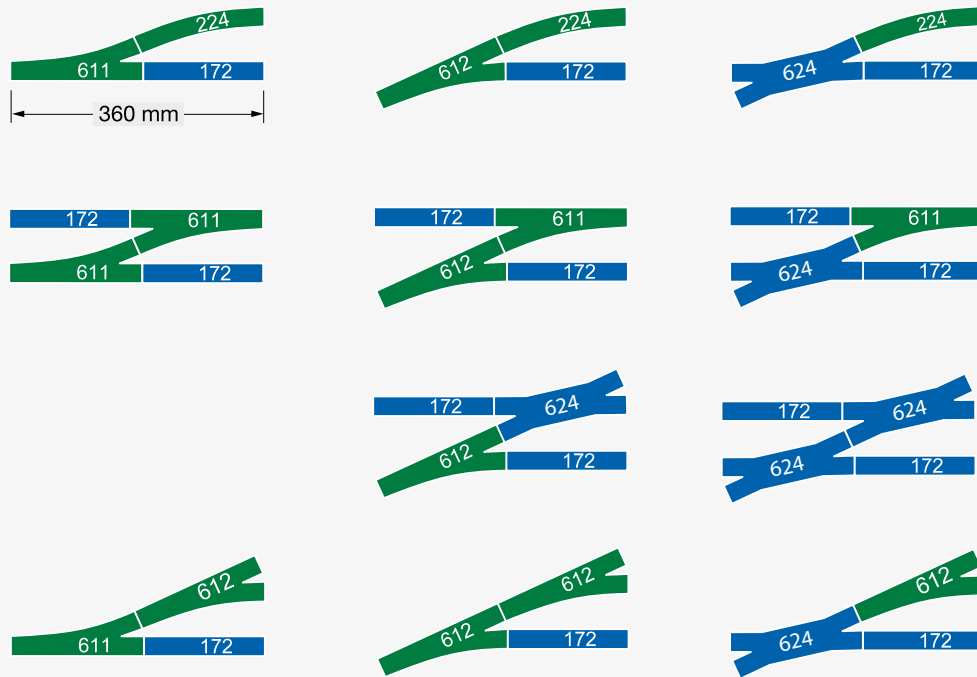 224 224 224
611 172 612 172 624 172
360 mm
172 611 172 611 172 611
611 172 612 172 624 172
172 624 172 624
612 172 624 172
612 612 612
611 172 612 172 624 172